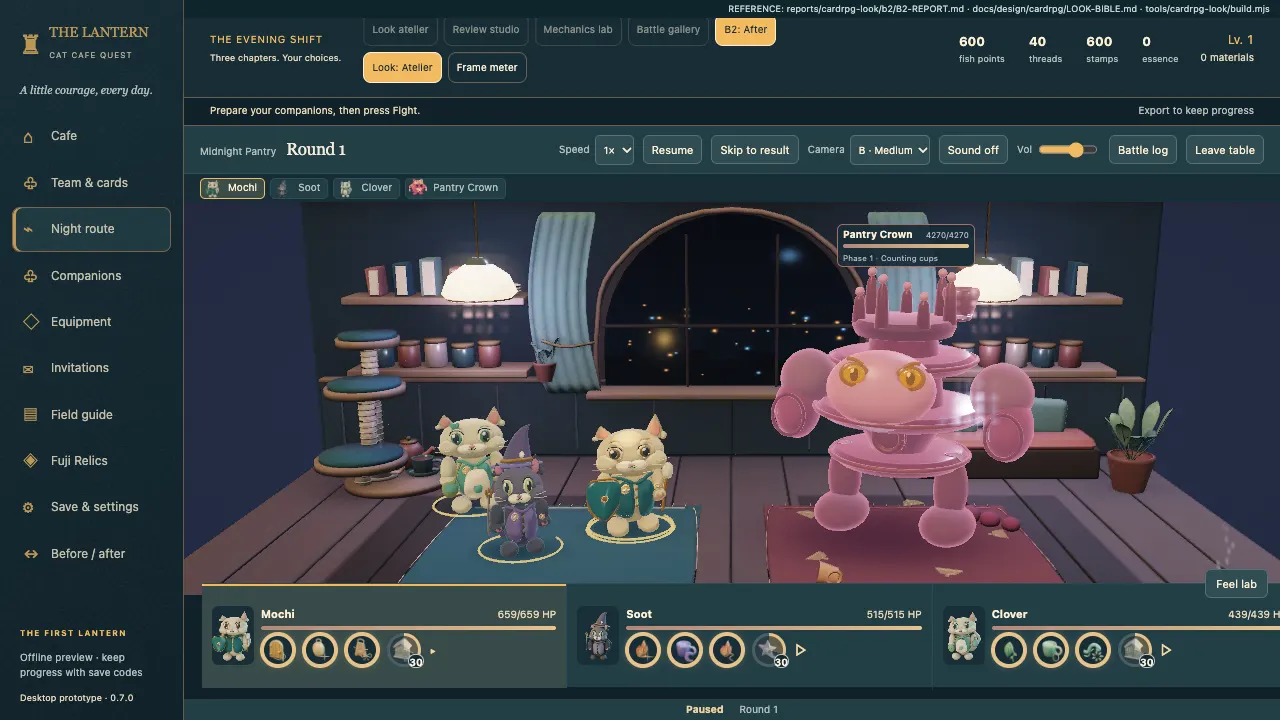 REFERENCE: reports/cardrpg-look/b2/B2-REPORT.md · docs/design/cardrpg/LOOK-BIBLE.md · tools/cardrpg-look/build.mjs
THE LANTERN
CAT CAFE QUEST
A little courage, every day.
Cafe
Team & cards
Night route
Companions
Equipment
Invitations
Field guide
Fuji Relics
Save & settings
Before / after
THE FIRST LANTERN
Offline preview · keep
progress with save codes
Desktop prototype · 0.7.0
THE EVENING SHIFT
Three chapters. Your choices.
Look atelier
Review studio
Mechanics lab
Battle gallery
B2: After
Look: Atelier
Frame meter
600
fish points
40
threads
600
stamps
0
essence
Lv. 1
0 materials
Prepare your companions, then press Fight.
Export to keep progress
Midnight Pantry
Round 1
Speed
1x
Resume
Skip to result
Camera
B · Medium
Sound off
Vol
Battle log
Leave table
Mochi
Soot
Clover
Pantry Crown
Pantry Crown
4270/4270
Phase 1 · Counting cups
Feel lab
Mochi
659/659 HP
30
Soot
515/515 HP
30
Clover
439/439 H
30
Paused
Round 1